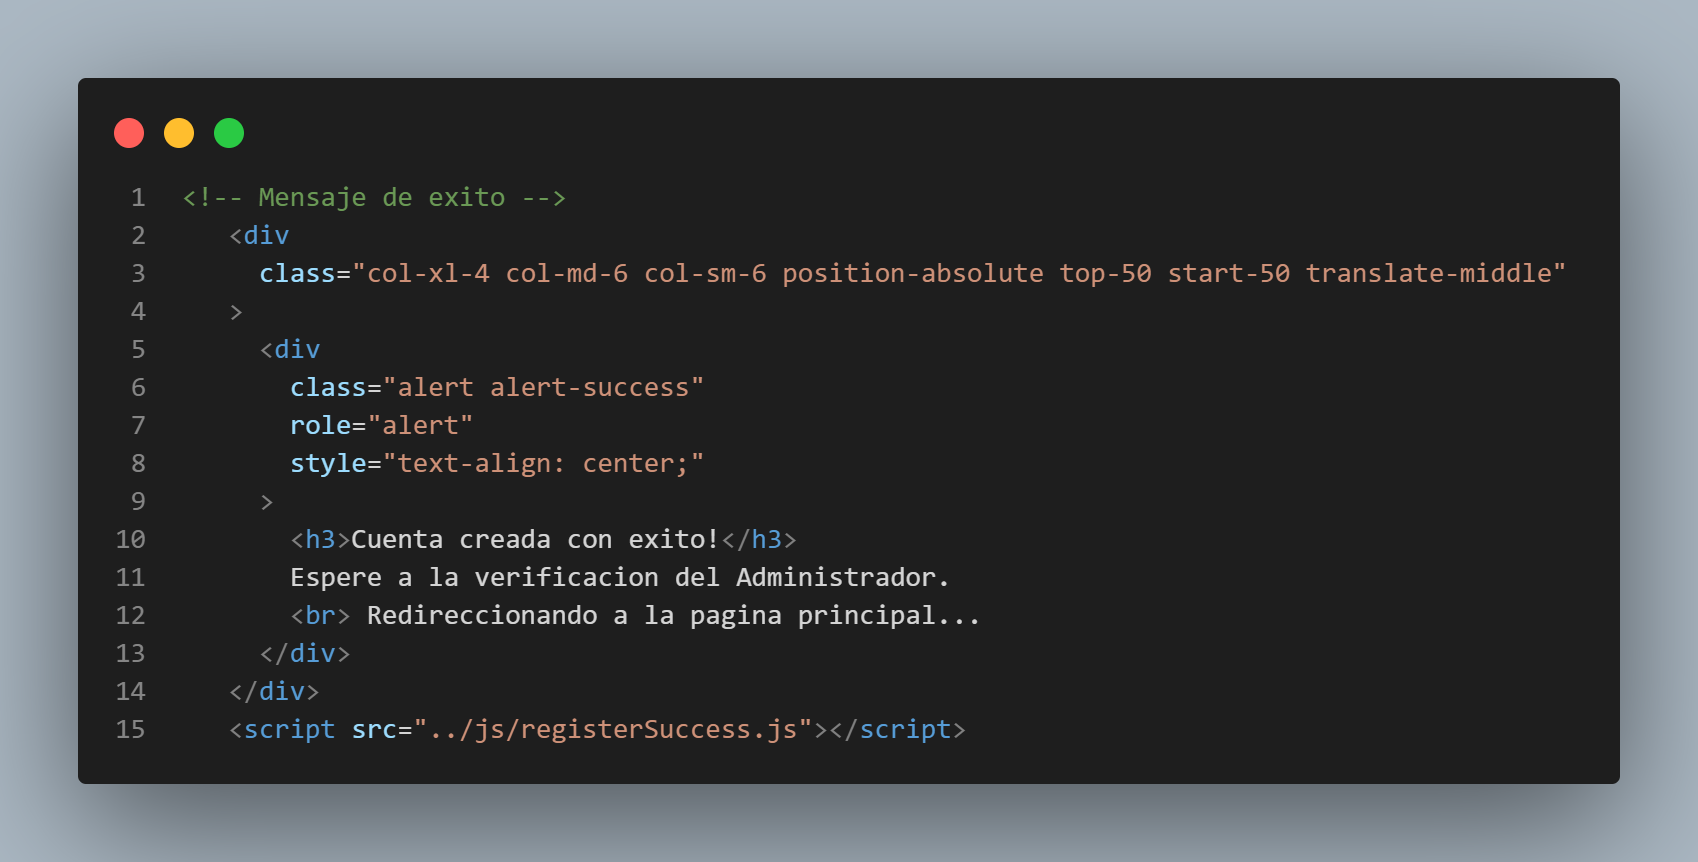 1 <!-- Mensaje de exito -->
2 <div
3 class="col-xl-4 col-md-6 col-sm-6 position-absolute top-50 start-50 translate-middle"
4 >
5 <div
6 class="alert alert-success"
7 role="alert"
8 style="text-align: center;"
9 >
10 <h3>Cuenta creada con exito!</h3>
11 Espere a la verificacion del Administrador.
12 <br> Redireccionando a la pagina principal...
13 </div>
14 </div>
15 <script src="../js/registerSuccess.js"></script>